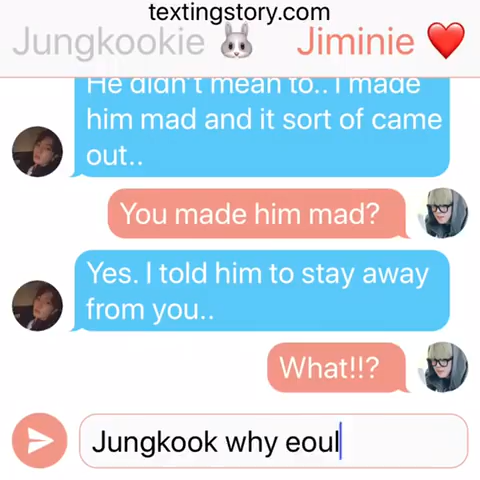 textingstory.com
Jungkookie 🐰 Jiminie ❤️
He didn't mean to.. I made
him mad and it sort of came
out..
You made him mad?
Yes. I told him to stay away
from you..
What!!?
Jungkook why eoul